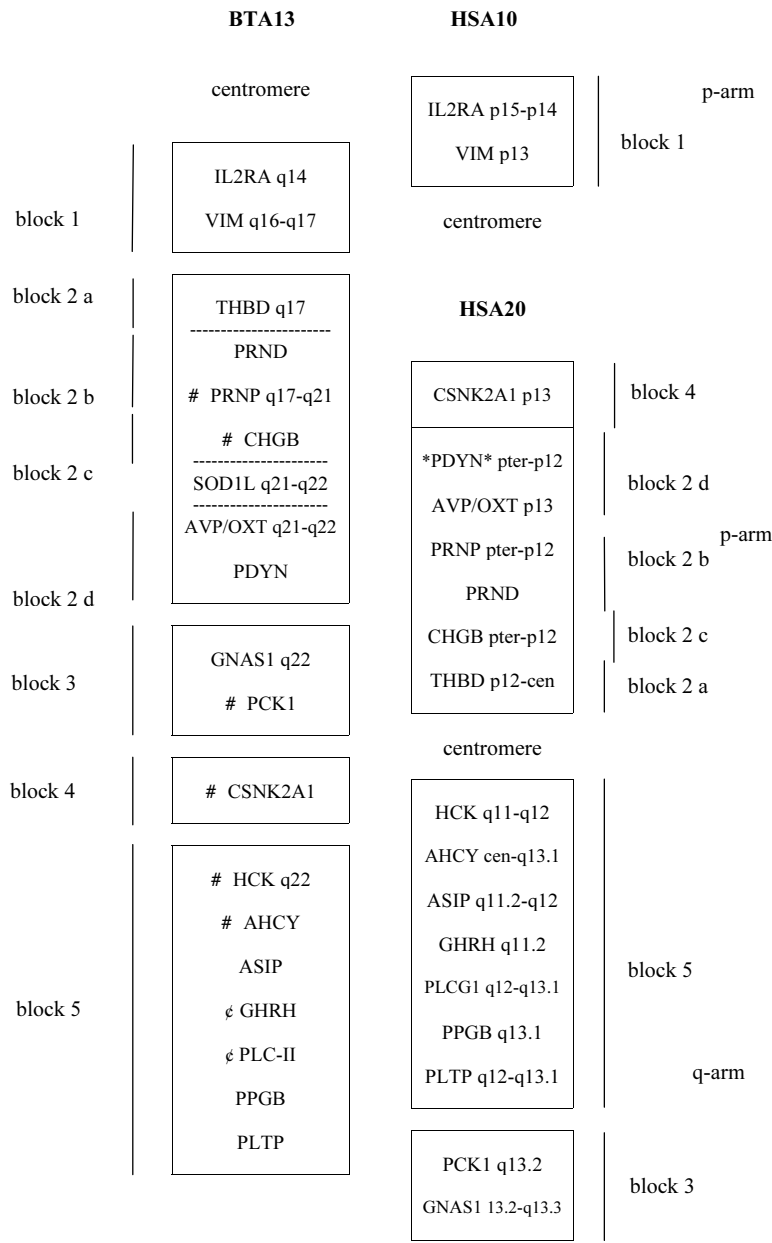 BTA13
HSA10
centromere
IL2RA p15-p14
VIM p13
block 1
p-arm
centromere
block 1
IL2RA q14
VIM q16-q17
block 2 a
THBD q17
-----------------------
block 2 b
PRND
# PRNP q17-q21
block 2 c
# CHGB
-----------------------
SOD1L q21-q22
-----------------------
block 2 d
AVP/OXT q21-q22
PDYN
block 3
GNAS1 q22
# PCK1
block 4
# CSNK2A1
block 5
# HCK q22
# AHCY
ASIP
¢ GHRH
¢ PLC-II
PPGB
PLTP
HSA20
CSNK2A1 p13
block 4
*PDYN* pter-p12
AVP/OXT p13
block 2 d
p-arm
PRNP pter-p12
PRND
block 2 b
CHGB pter-p12
block 2 c
THBD p12-cen
block 2 a
centromere
HCK q11-q12
AHCY cen-q13.1
ASIP q11.2-q12
GHRH q11.2
PLCG1 q12-q13.1
PPGB q13.1
PLTP q12-q13.1
block 5
q-arm
PCK1 q13.2
GNAS1 13.2-q13.3
block 3